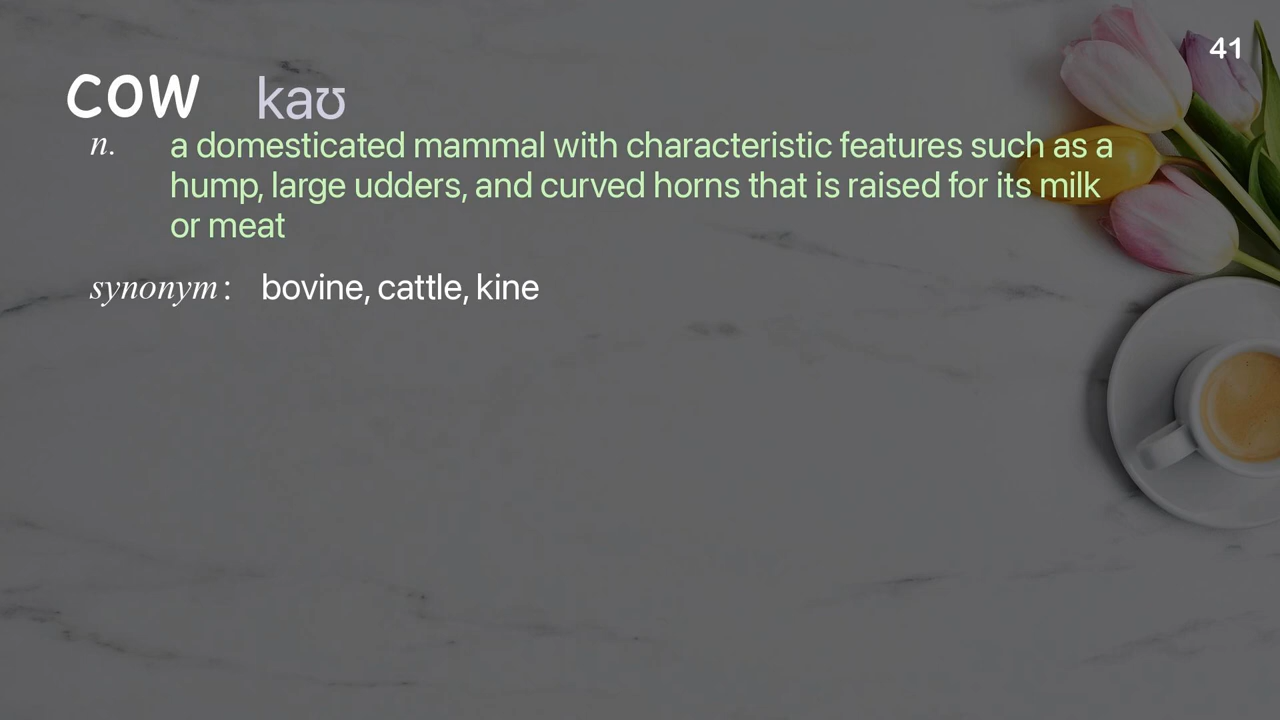 41
cow kaʊ
n. a domesticated mammal with characteristic features such as a
hump, large udders, and curved horns that is raised for its milk
or meat
synonym: bovine, cattle, kine